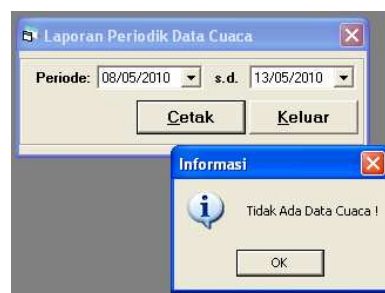 Laporan Periodik Data Cuaca
Periode: 08/05/2010 s.d. 13/05/2010
Cetak Keluar
Informasi
Tidak Ada Data Cuaca !
OK